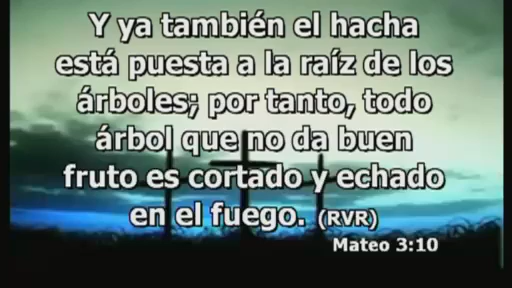 Y ya también el hacha
está puesta a la raíz de los
árboles; por tanto, todo
árbol que no da buen
fruto es cortado y echado
en el fuego. (RVR)
Mateo 3:10